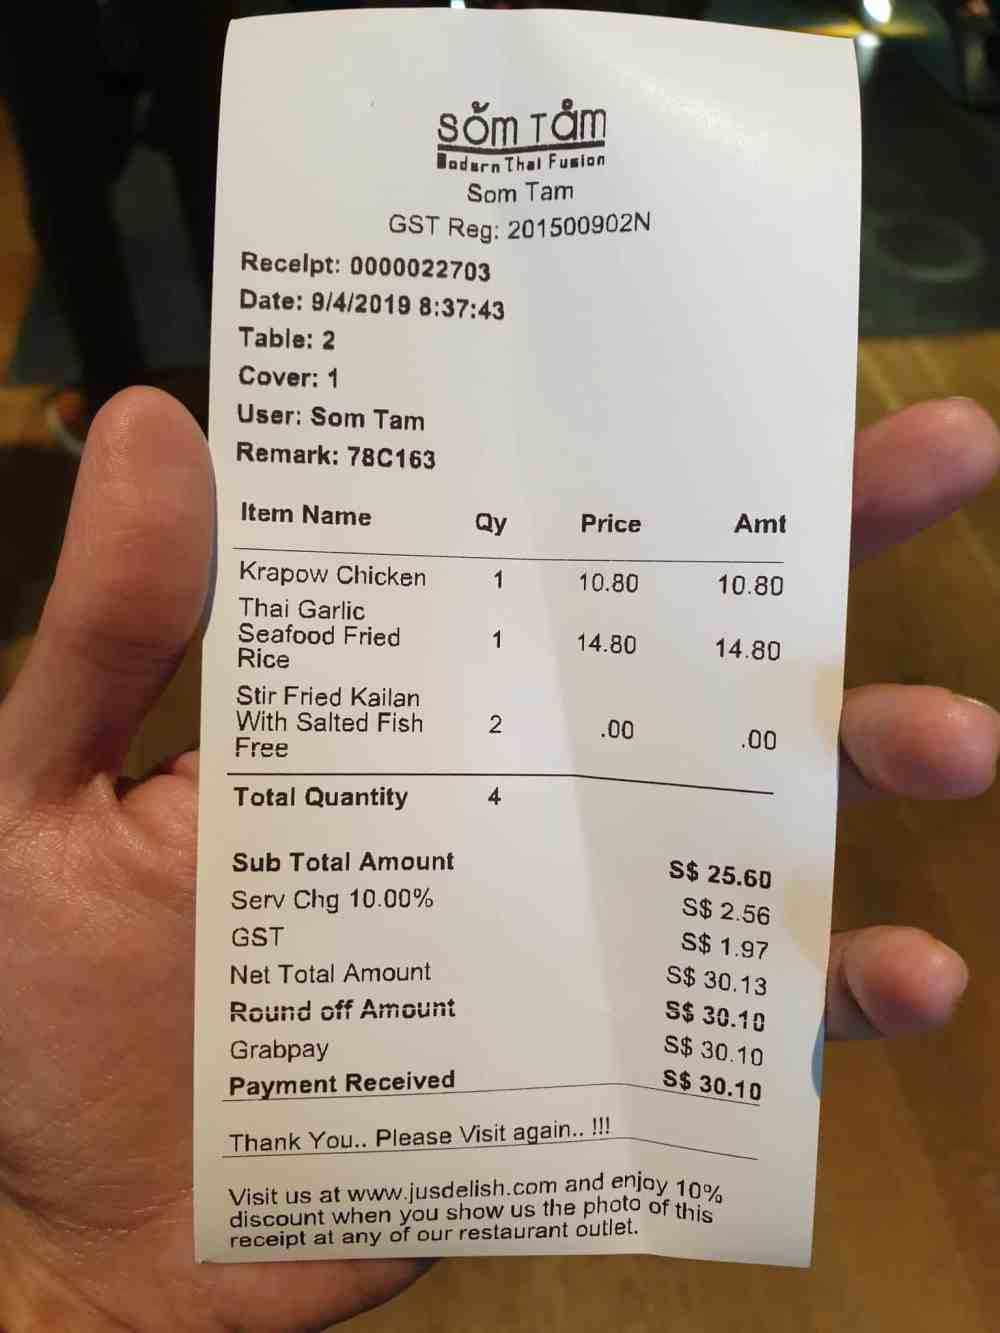 SŏM TÅM
Modern Thai Fusion
Som Tam
GST Reg: 201500902N
Receipt: 0000022703
Date: 9/4/2019 8:37:43
Table: 2
Cover: 1
User: Som Tam
Remark: 78C163
Item Name Qy Price Amt
Krapow Chicken 1 10.80 10.80
Thai Garlic
Seafood Fried 1 14.80 14.80
Rice
Stir Fried Kailan
With Salted Fish 2 .00 .00
Free
Total Quantity 4
Sub Total Amount S$ 25.60
Serv Chg 10.00% S$ 2.56
GST S$ 1.97
Net Total Amount S$ 30.13
Round off Amount S$ 30.10
Grabpay S$ 30.10
Payment Received S$ 30.10
Thank You.. Please Visit again.. !!!
Visit us at www.jusdelish.com and enjoy 10%
discount when you show us the photo of this
receipt at any of our restaurant outlet.